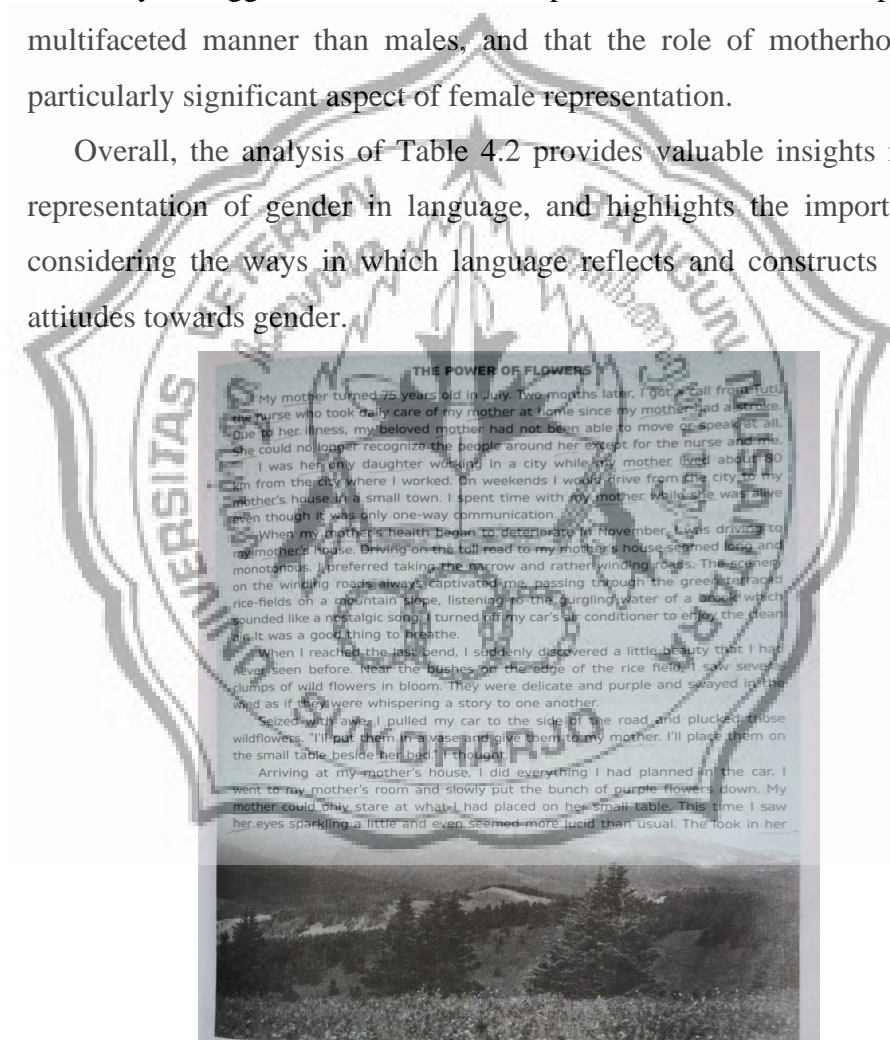 multifaceted manner than males, and that the role of motherho
particularly significant aspect of female representation.
Overall, the analysis of Table 4.2 provides valuable insights
representation of gender in language, and highlights the import
considering the ways in which language reflects and constructs
attitudes towards gender.
THE POWER OF FLOWERS
My mother turned 75 years old in July. Two months later, I got a call from Tuti,
the nurse who took daily care of my mother at home since my mother had a stroke.
Due to her illness, my beloved mother had not been able to move or speak at all.
She could no longer recognize the people around her except for the nurse and me.
I was her only daughter working in a city while my mother lived about 80
km from the city where I worked. On weekends I would drive from the city to my
mother's house in a small town. I spent time with my mother while she was alive
even though it was only one-way communication.
When my mother's health began to deteriorate in November, I was driving to
my mother's house. Driving on the toll road to my mother's house seemed long and
monotonous. I preferred taking the narrow and rather winding roads. The scenery
on the winding roads always captivated me, passing through the green terraced
rice-fields on a mountain slope, listening to the gurgling water of a brook which
sounded like a nostalgic song. I turned off my car's air conditioner to enjoy the clean
air. It was a good thing to breathe.
When I reached the last bend, I suddenly discovered a little beauty that I had
never seen before. Near the bushes on the edge of the rice field, I saw several
clumps of wild flowers in bloom. They were delicate and purple and swayed in the
wind as if they were whispering a story to one another.
Seized with awe, I pulled my car to the side of the road and plucked those
wildflowers. "I'll put them in a vase and give them to my mother. I'll place them on
the small table beside her bed." I thought.
Arriving at my mother's house, I did everything I had planned in the car. I
went to my mother's room and slowly put the bunch of purple flowers down. My
mother could only stare at what I had placed on her small table. This time I saw
her eyes sparkling a little and even seemed more lucid than usual. The look in her
UNIVERSITAS VETERAN BANGUN NUSANTARA
SUKOHARJO